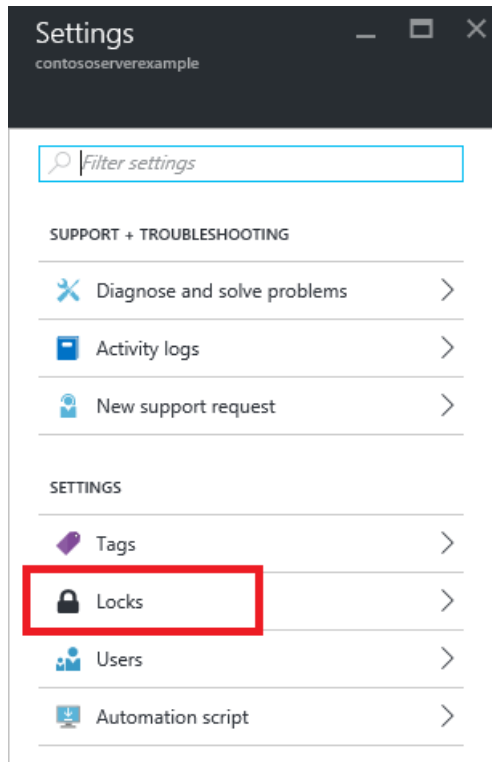 Settings
contososerverexample
Filter settings
SUPPORT + TROUBLESHOOTING
Diagnose and solve problems
Activity logs
New support request
SETTINGS
Tags
Locks
Users
Automation script